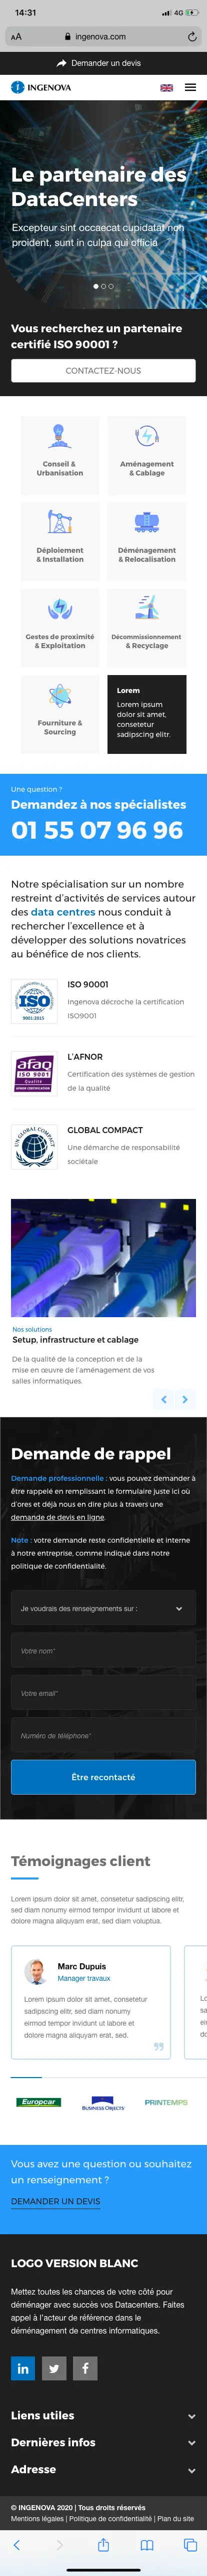 14:31
4G
AA
ingenova.com
Demander un devis
INGENOVA
Le partenaire des
DataCenters
Excepteur sint occaecat cupidatat non
proident, sunt in culpa qui officia
Vous recherchez un partenaire
certifié ISO 90001 ?
CONTACTEZ-NOUS
Conseil &
Urbanisation
Aménagement
& Cablage
Déploiement
& Installation
Déménagement
& Relocalisation
Gestes de proximité
& Exploitation
Décommissionnement
& Recyclage
Fourniture &
Sourcing
Lorem
Lorem ipsum
dolor sit amet,
consetetur
sadipscing elitr.
Une question ?
Demandez à nos spécialistes
01 55 07 96 96
Notre spécialisation sur un nombre
restreint d'activités de services autour
des data centres nous conduit à
rechercher l'excellence et à
développer des solutions novatrices
au bénéfice de nos clients.
ISO
9001:2015
ISO 90001
Ingenova décroche la certification
ISO9001
afaq
ISO 9001
Qualité
AFNOR CERTIFICATION
L'AFNOR
Certification des systèmes de gestion
de la qualité
GLOBAL COMPACT
Une démarche de responsabilité
sociétale
Nos solutions
Setup, infrastructure et cablage
De la qualité de la conception et de la
mise en œuvre de l'aménagement de vos
salles informatiques.
Demande de rappel
Demande professionnelle : vous pouvez demander à
être rappelé en remplissant le formulaire juste ici où
d'ores et déjà nous en dire plus à travers une
demande de devis en ligne.
Note : votre demande reste confidentielle et interne
à notre entreprise, comme indiqué dans notre
politique de confidentialité.
Je voudrais des renseignements sur :
Votre nom*
Votre email*
Numéro de téléphone*
Être recontacté
Témoignages client
Lorem ipsum dolor sit amet, consetetur sadipscing elitr,
sed diam nonumy eirmod tempor invidunt ut labore et
dolore magna aliquyam erat, sed diam voluptua.
Marc Dupuis
Manager travaux
Lorem ipsum dolor sit amet, consetetur
sadipscing elitr, sed diam nonumy
eirmod tempor invidunt ut labore et
dolore magna aliquyam erat, sed.
Europcar
BUSINESS OBJECTS
PRINTEMPS
Vous avez une question ou souhaitez
un renseignement ?
DEMANDER UN DEVIS
LOGO VERSION BLANC
Mettez toutes les chances de votre côté pour
déménager avec succès vos Datacenters. Faites
appel à l'acteur de référence dans le
déménagement de centres informatiques.
in
f
Liens utiles
Dernières infos
Adresse
© INGENOVA 2020 | Tous droits réservés
Mentions légales | Politique de confidentialité | Plan du site